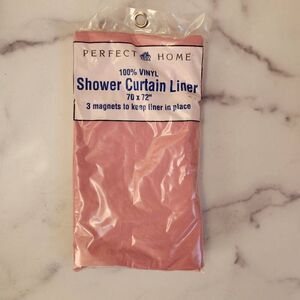 PERFECT HOME
100% VINYL
Shower Curtain Liner
70 x 72"
3 magnets to keep liner in place